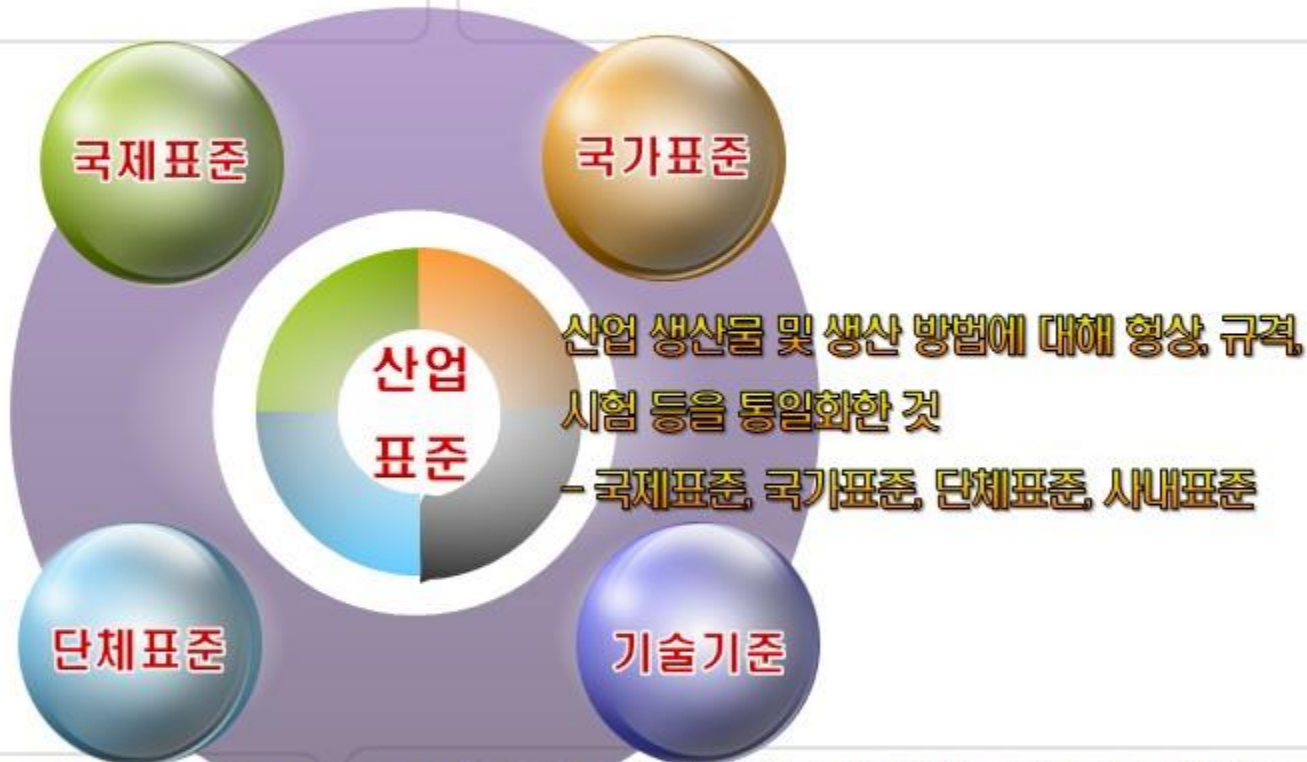 국제표준
국가표준
산업
표준
산업 생산물 및 생산 방법에 대해 형상, 규격,
시험 등을 통일화한 것
- 국제표준, 국가표준, 단체표준, 사내표준
단체표준
기술기준